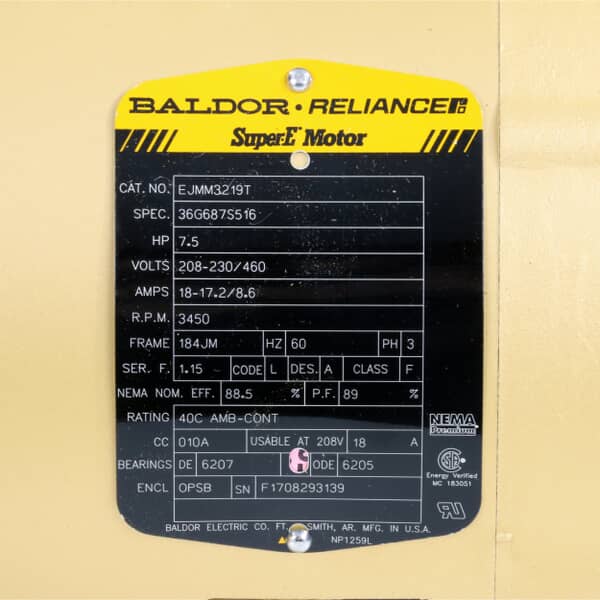 BALDOR • RELIANCE
Super-E Motor
CAT. NO. EJMM3219T
SPEC. 36G687S516
HP 7.5
VOLTS 208-230/460
AMPS 18-17.2/8.6
R.P.M. 3450
FRAME 184JM HZ 60 PH 3
SER. F. 1.15 CODE L DES. A CLASS F
NEMA NOM. EFF. 88.5 % P.F. 89 %
RATING 40C AMB-CONT
NEMA
Premium
CC 010A USABLE AT 208V 18 A
BEARINGS DE 6207 ODE 6205
Energy Verified
MC 183051
ENCL OPSB SN F1708293139
BALDOR ELECTRIC CO. FT. SMITH, AR. MFG. IN U.S.A.
NP1259L